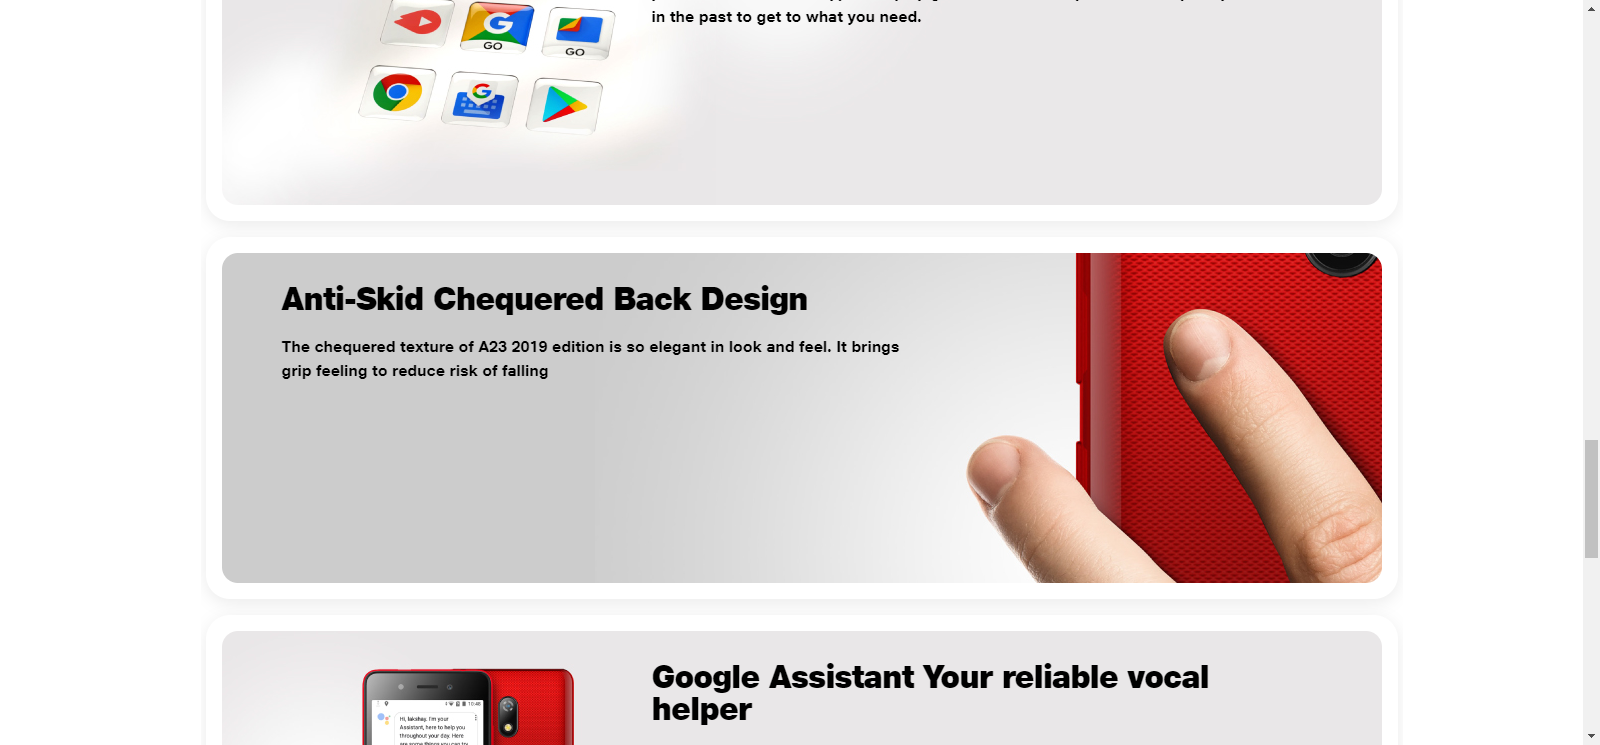 in the past to get to what you need.
GO
GO
Anti-Skid Chequered Back Design
The chequered texture of A23 2019 edition is so elegant in look and feel. It brings
grip feeling to reduce risk of falling
Google Assistant Your reliable vocal
helper
10:48
Hi, lakshay, I'm your
Assistant, here to help you
throughout your day. Here
are some things you can try